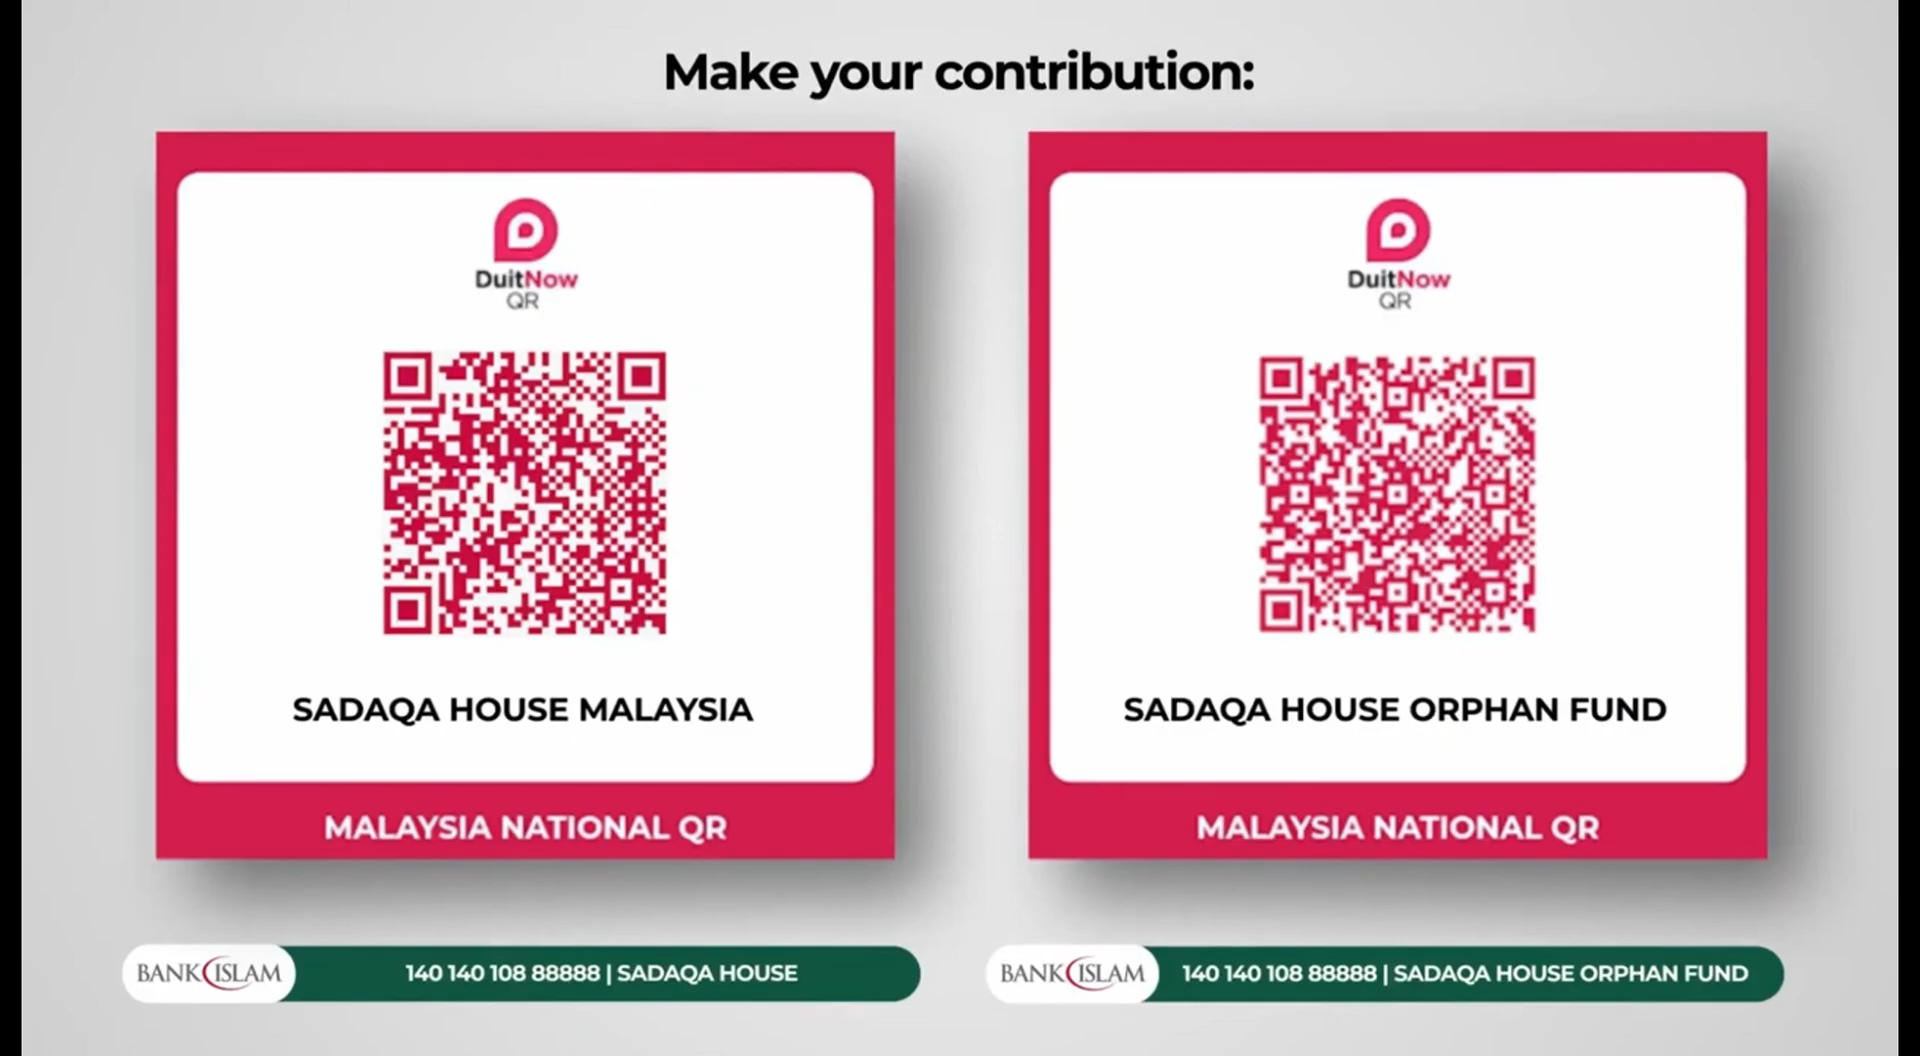 Make your contribution:
DuitNow
QR
SADAQA HOUSE MALAYSIA
MALAYSIA NATIONAL QR
BANK ISLAM
140 140 108 88888 | SADAQA HOUSE
DuitNow
QR
SADAQA HOUSE ORPHAN FUND
MALAYSIA NATIONAL QR
BANK ISLAM
140 140 108 88888 | SADAQA HOUSE ORPHAN FUND